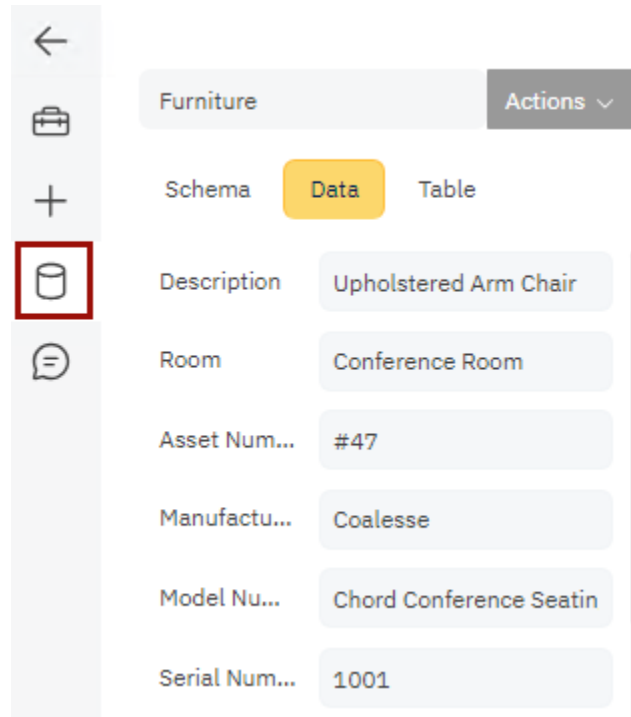 Furniture Actions
Schema Data Table
Description Upholstered Arm Chair
Room Conference Room
Asset Num... #47
Manufactu... Coalesse
Model Nu... Chord Conference Seatin
Serial Num... 1001